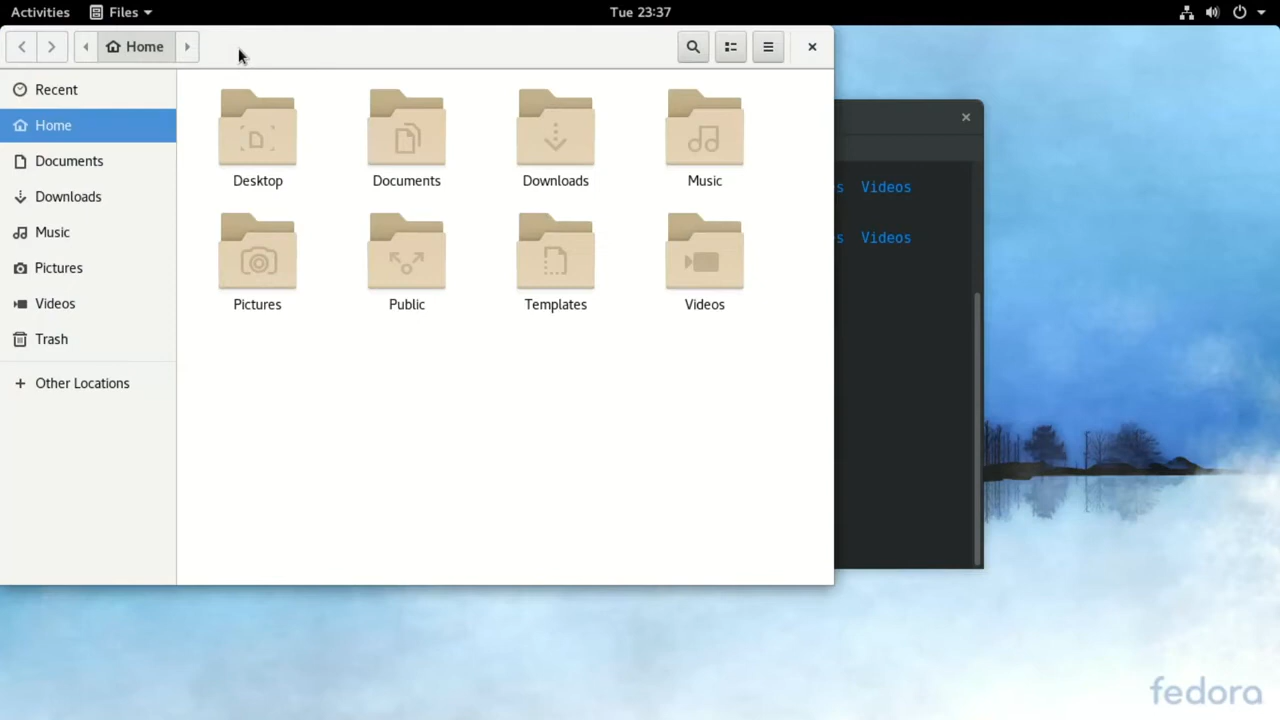 Activities Files Tue 23:37
Home
Recent
Home
Documents
Downloads
Music
Pictures
Videos
Trash
Other Locations
Desktop Documents Downloads Music
Pictures Public Templates Videos
s Videos
s Videos
fedora